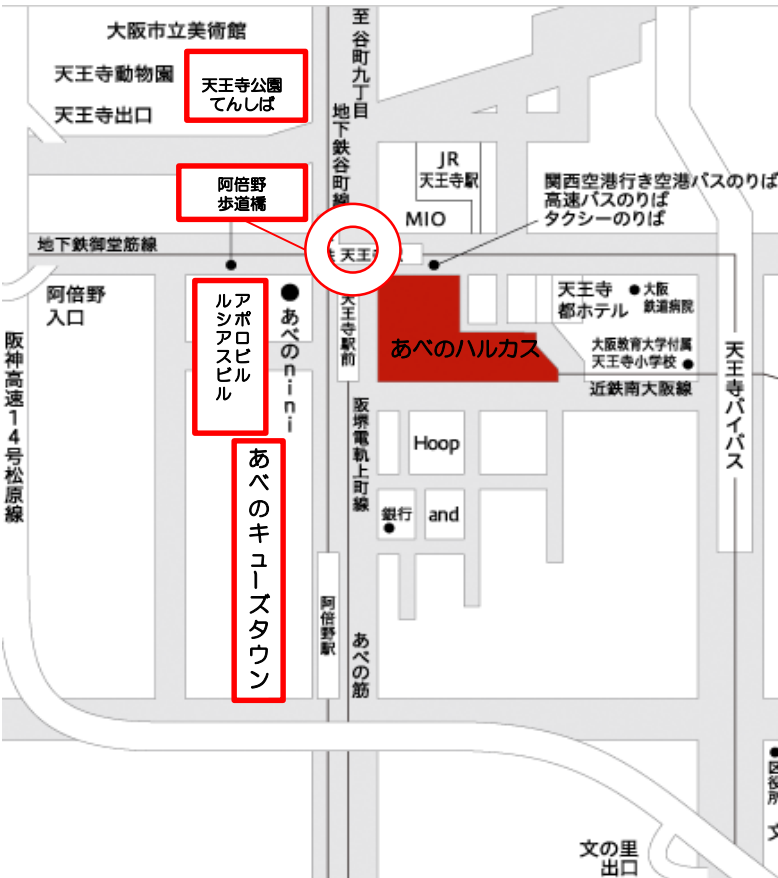 大阪市立美術館
天王寺動物園
天王寺公園
てんしば
天王寺出口
至 谷町九丁目
地下鉄谷町線
JR
天王寺駅
MIO
関西空港行き空港バスのりば
高速バスのりば
タクシーのりば
阿倍野
歩道橋
地下鉄御堂筋線
天王
阿倍野
入口
アポロビル
ルシアスビル
あべのnini
天王寺駅前
あべのハルカス
天王寺
都ホテル
大阪
鉄道病院
大阪教育大学付属
天王寺小学校
近鉄南大阪線
天王寺バイパス
阪神高速14号松原線
阪堺電軌上町線
Hoop
銀行
and
あべのキューズタウン
阿倍野駅
あべの筋
区役所
文
文の里
出口